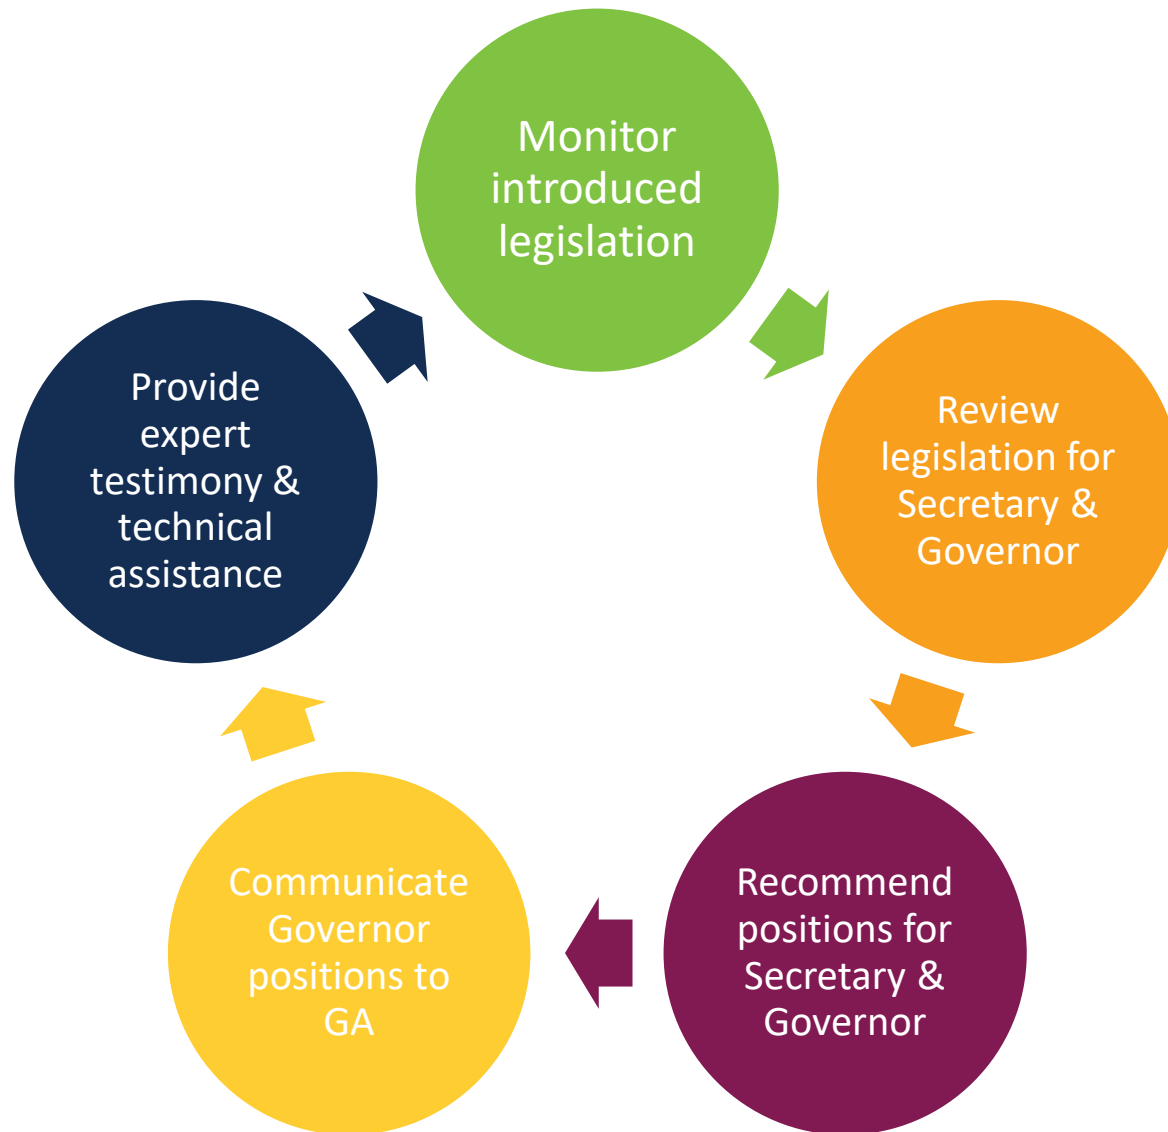 Monitor
introduced
legislation
Review
legislation for
Secretary &
Governor
Recommend
positions for
Secretary &
Governor
Communicate
Governor
positions to
GA
Provide
expert
testimony &
technical
assistance